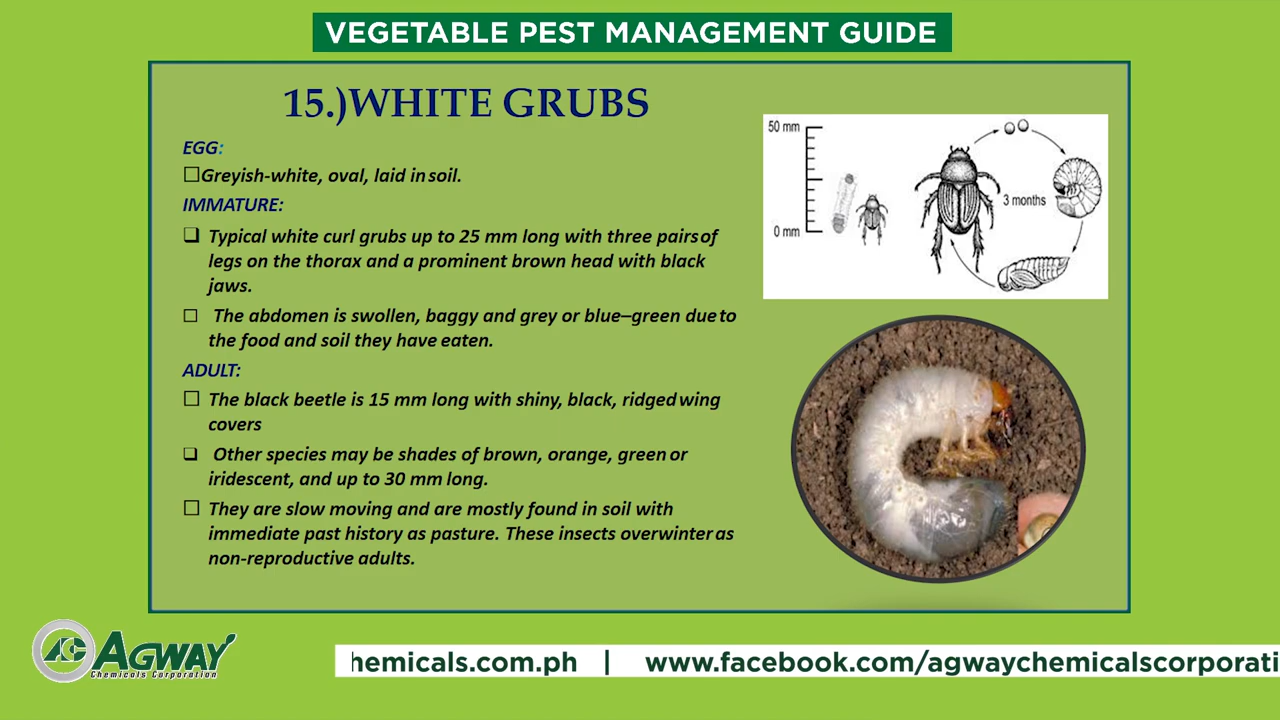 VEGETABLE PEST MANAGEMENT GUIDE
15.)WHITE GRUBS
EGG:
Greyish-white, oval, laid in soil.
IMMATURE:
Typical white curl grubs up to 25 mm long with three pairs of
legs on the thorax and a prominent brown head with black
jaws.
The abdomen is swollen, baggy and grey or blue–green due to
the food and soil they have eaten.
ADULT:
The black beetle is 15 mm long with shiny, black, ridged wing
covers
Other species may be shades of brown, orange, green or
iridescent, and up to 30 mm long.
They are slow moving and are mostly found in soil with
immediate past history as pasture. These insects overwinter as
non-reproductive adults.
50 mm
3 months
0 mm
AC AGWAY
Chemicals Corporation
hemicals.com.ph | www.facebook.com/agwaychemicalscorporati